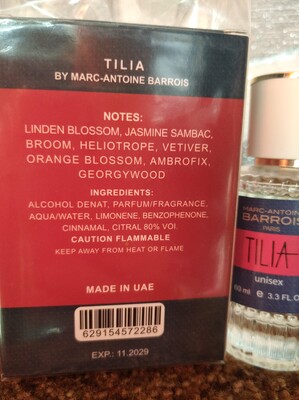 TILIA
BY MARC-ANTOINE BARROIS
NOTES:
LINDEN BLOSSOM, JASMINE SAMBAC,
BROOM, HELIOTROPE, VETIVER,
ORANGE BLOSSOM, AMBROFIX,
GEORGYWOOD
INGREDIENTS:
ALCOHOL DENAT, PARFUM/FRAGRANCE,
AQUA/WATER, LIMONENE, BENZOPHENONE,
CINNAMAL, CITRAL 80% VOL.
CAUTION FLAMMABLE
KEEP AWAY FROM HEAT OR FLAME
MADE IN UAE
629154572286
EXP.: 11.2029
MARC-ANTOINE
BARROIS
PARIS
TILIA
unisex
ml e 3.3 FL